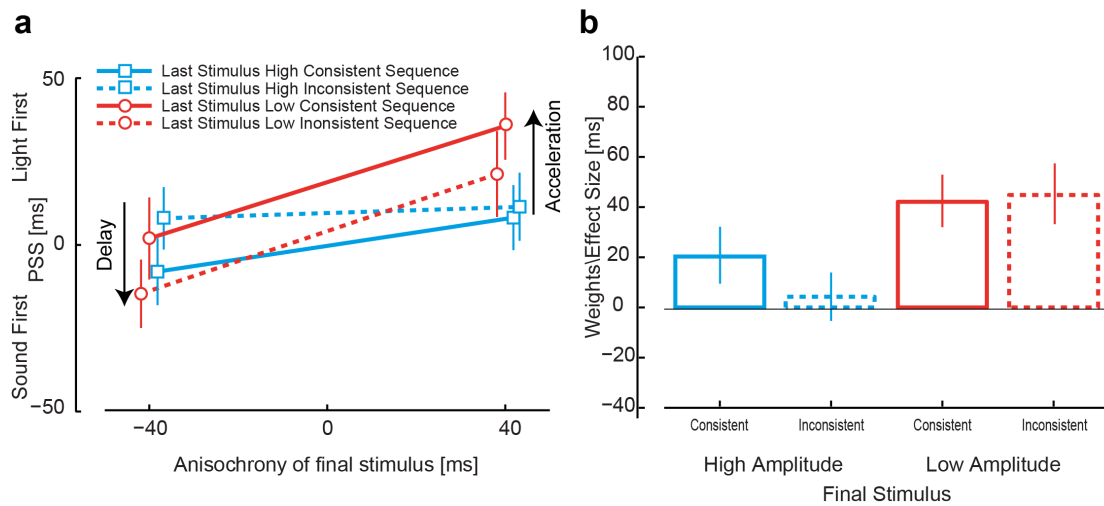 a
Last Stimulus High Consistent Sequence
Last Stimulus High Inconsistent Sequence
Last Stimulus Low Consistent Sequence
Last Stimulus Low Inonsistent Sequence
50
0
−50
Light First
PSS [ms]
Sound First
Delay
Acceleration
−40
0
40
Anisochrony of final stimulus [ms]
b
100
80
60
40
20
0
−20
−40
Weights\Effect Size [ms]
Consistent
Inconsistent
Consistent
Inconsistent
High Amplitude
Low Amplitude
Final Stimulus